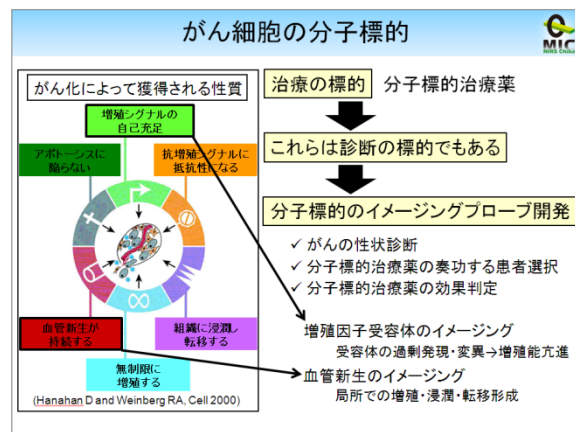 がん細胞の分子標的
MIC
NIRS Chiba
がん化によって獲得される性質
増殖シグナルの
自己充足
アポトーシスに
陥らない
抗増殖シグナルに
抵抗性になる
血管新生が
持続する
組織に浸潤し
転移する
無制限に
増殖する
(Hanahan D and Weinberg RA, Cell 2000)
治療の標的 分子標的治療薬
これらは診断の標的でもある
分子標的のイメージングプローブ開発
✓ がんの性状診断
✓ 分子標的治療薬の奏功する患者選択
✓ 分子標的治療薬の効果判定
増殖因子受容体のイメージング
受容体の過剰発現・変異→増殖能亢進
血管新生のイメージング
局所での増殖・浸潤・転移形成